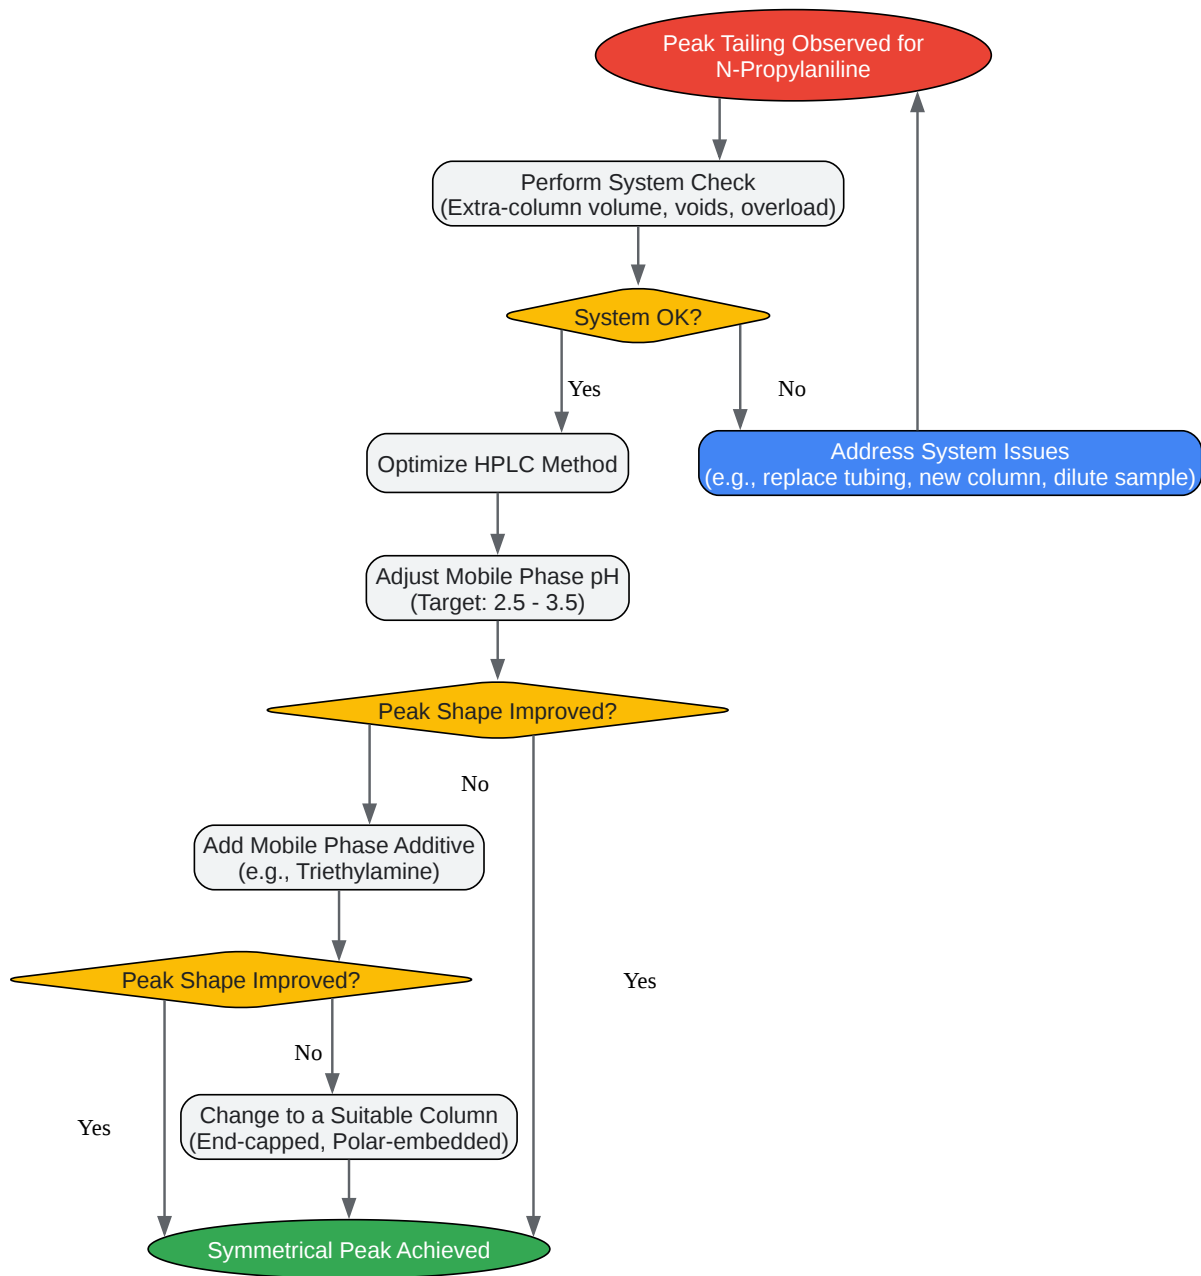 Peak Tailing Observed for
N-Propylaniline
Perform System Check
(Extra-column volume, voids, overload)
System OK?
Yes
No
Optimize HPLC Method
Address System Issues
(e.g., replace tubing, new column, dilute sample)
Adjust Mobile Phase pH
(Target: 2.5 - 3.5)
Peak Shape Improved?
No
Add Mobile Phase Additive
(e.g., Triethylamine)
Peak Shape Improved?
Yes
No
Change to a Suitable Column
(End-capped, Polar-embedded)
Yes
Symmetrical Peak Achieved